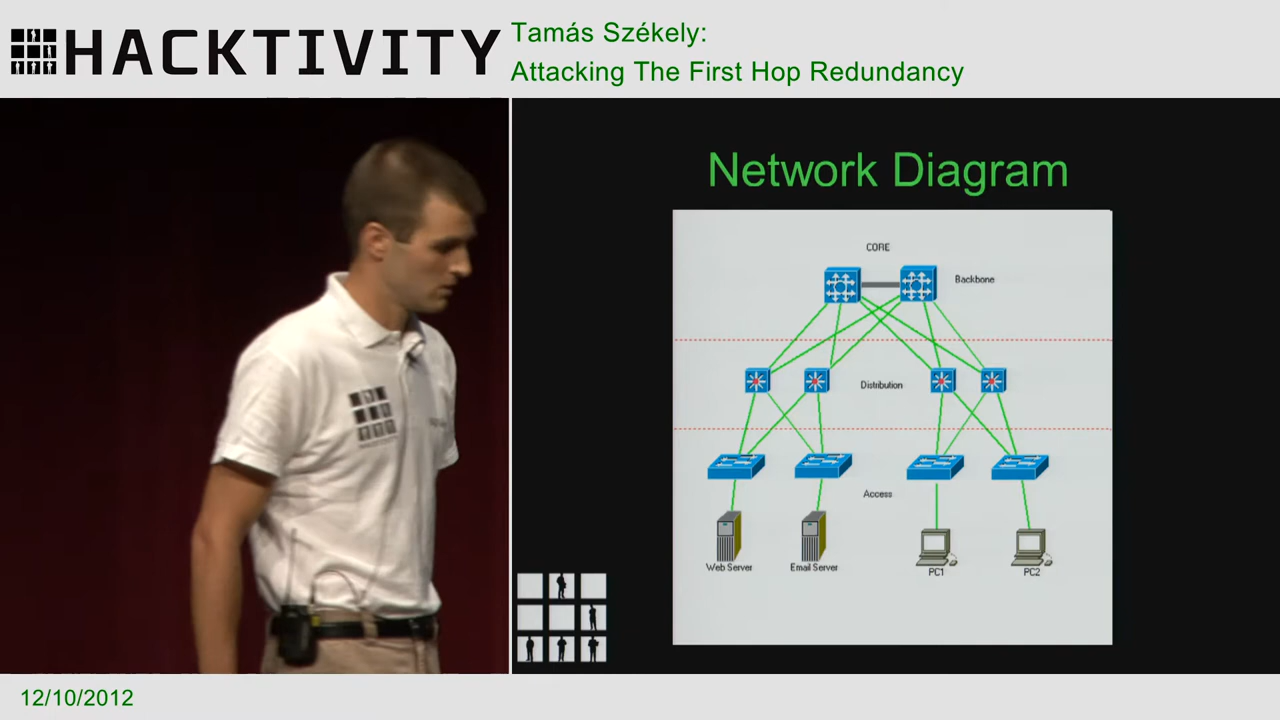 HACKTIVITY
Tamás Székely:
Attacking The First Hop Redundancy
Network Diagram
CORE
Backbone
Distribution
Access
Web Server
Email Server
PC1
PC2
12/10/2012